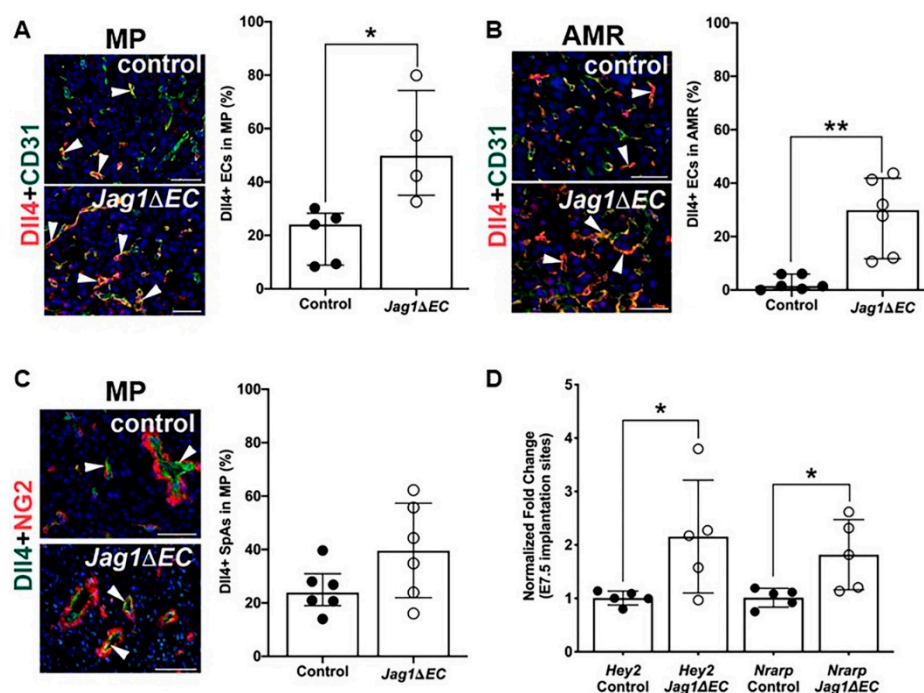 A
MP
control
Jag1ΔEC
Dll4+CD31
Dll4+ ECs in MP (%)
100
80
60
40
20
0
*
Control
Jag1ΔEC
B
AMR
control
Jag1ΔEC
Dll4+CD31
Dll4+ ECs in AMR (%)
100
80
60
40
20
0
**
Control
Jag1ΔEC
C
MP
control
Jag1ΔEC
Dll4+NG2
Dll4+ SpAs in MP (%)
100
80
60
40
20
0
Control
Jag1ΔEC
D
Normalized Fold Change
(E7.5 implantation sites)
5
4
3
2
1
0
*
*
Hey2
Control
Hey2
Jag1ΔEC
Nrarp
Control
Nrarp
Jag1ΔEC